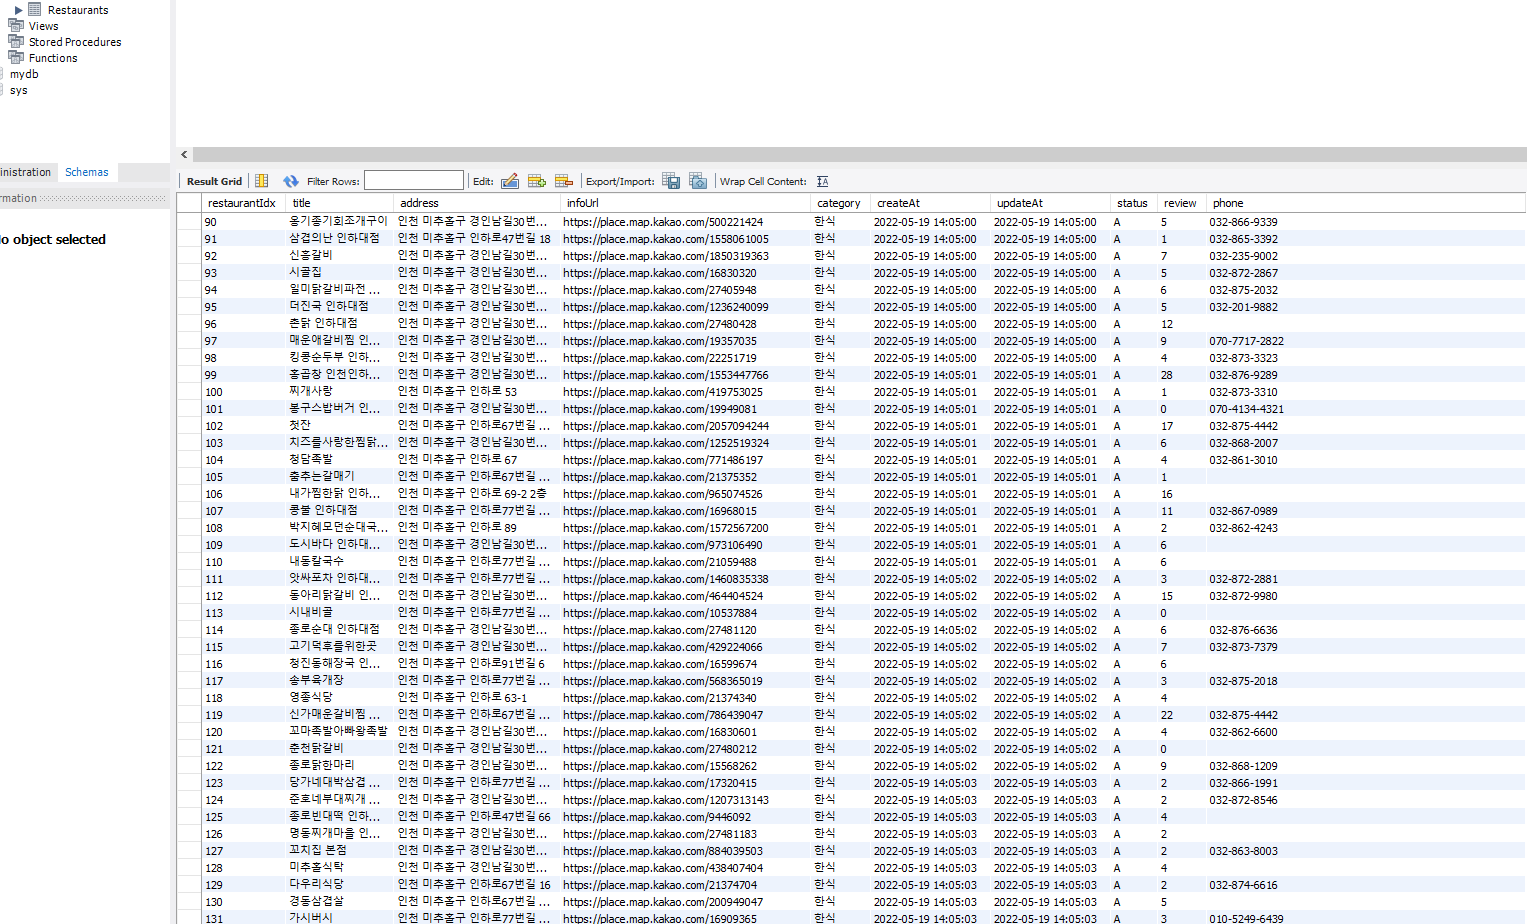 Restaurants
Views
Stored Procedures
Functions
mydb
sys
inistration Schemas
rmation
o object selected
Result Grid Filter Rows: Edit: Export/Import: Wrap Cell Content:
restaurantIdx title address infoUrl category createAt updateAt status review phone
90 옹기종기회조개구이 인천 미추홀구 경인남길30번... https://place.map.kakao.com/500221424 한식 2022-05-19 14:05:00 2022-05-19 14:05:00 A 5 032-866-9339
91 삼겹의난 인하대점 인천 미추홀구 인하로47번길 18 https://place.map.kakao.com/1558061005 한식 2022-05-19 14:05:00 2022-05-19 14:05:00 A 1 032-865-3392
92 신홍갈비 인천 미추홀구 경인남길30번... https://place.map.kakao.com/1850319363 한식 2022-05-19 14:05:00 2022-05-19 14:05:00 A 7 032-235-9002
93 시골집 인천 미추홀구 경인남길30번... https://place.map.kakao.com/16830320 한식 2022-05-19 14:05:00 2022-05-19 14:05:00 A 5 032-872-2867
94 일미닭갈비파전 ... 인천 미추홀구 경인남길30번... https://place.map.kakao.com/27405948 한식 2022-05-19 14:05:00 2022-05-19 14:05:00 A 6 032-875-2032
95 더진국 인하대점 인천 미추홀구 경인남길30번... https://place.map.kakao.com/1236240099 한식 2022-05-19 14:05:00 2022-05-19 14:05:00 A 5 032-201-9882
96 춘닭 인하대점 인천 미추홀구 경인남길30번... https://place.map.kakao.com/27480428 한식 2022-05-19 14:05:00 2022-05-19 14:05:00 A 12
97 매운애갈비찜 인... 인천 미추홀구 경인남길30번... https://place.map.kakao.com/19357035 한식 2022-05-19 14:05:00 2022-05-19 14:05:00 A 9 070-7717-2822
98 킹콩순두부 인하... 인천 미추홀구 경인남길30번... https://place.map.kakao.com/22251719 한식 2022-05-19 14:05:00 2022-05-19 14:05:00 A 4 032-873-3323
99 홍곱창 인천인하... 인천 미추홀구 경인남길30번... https://place.map.kakao.com/1553447766 한식 2022-05-19 14:05:01 2022-05-19 14:05:01 A 28 032-876-9289
100 찌개사랑 인천 미추홀구 인하로 53 https://place.map.kakao.com/419753025 한식 2022-05-19 14:05:01 2022-05-19 14:05:01 A 1 032-873-3310
101 봉구스밥버거 인... 인천 미추홀구 경인남길30번... https://place.map.kakao.com/19949081 한식 2022-05-19 14:05:01 2022-05-19 14:05:01 A 0 070-4134-4321
102 첫잔 인천 미추홀구 인하로67번길 ... https://place.map.kakao.com/2057094244 한식 2022-05-19 14:05:01 2022-05-19 14:05:01 A 17 032-875-4442
103 치즈를사랑한찜닭... 인천 미추홀구 경인남길30번... https://place.map.kakao.com/1252519324 한식 2022-05-19 14:05:01 2022-05-19 14:05:01 A 6 032-868-2007
104 청담족발 인천 미추홀구 인하로 67 https://place.map.kakao.com/771486197 한식 2022-05-19 14:05:01 2022-05-19 14:05:01 A 4 032-861-3010
105 춤추는갈매기 인천 미추홀구 인하로67번길 ... https://place.map.kakao.com/21375352 한식 2022-05-19 14:05:01 2022-05-19 14:05:01 A 1
106 내가찜한닭 인하... 인천 미추홀구 인하로 69-2 2층 https://place.map.kakao.com/965074526 한식 2022-05-19 14:05:01 2022-05-19 14:05:01 A 16
107 콩불 인하대점 인천 미추홀구 인하로77번길 ... https://place.map.kakao.com/16968015 한식 2022-05-19 14:05:01 2022-05-19 14:05:01 A 11 032-867-0989
108 박지혜모던순대국... 인천 미추홀구 인하로 89 https://place.map.kakao.com/1572567200 한식 2022-05-19 14:05:01 2022-05-19 14:05:01 A 2 032-862-4243
109 도시바다 인하대... 인천 미추홀구 경인남길30번... https://place.map.kakao.com/973106490 한식 2022-05-19 14:05:01 2022-05-19 14:05:01 A 6
110 내동칼국수 인천 미추홀구 인하로77번길 ... https://place.map.kakao.com/21059488 한식 2022-05-19 14:05:01 2022-05-19 14:05:01 A 6
111 앗싸포차 인하대... 인천 미추홀구 인하로77번길 ... https://place.map.kakao.com/1460835338 한식 2022-05-19 14:05:02 2022-05-19 14:05:02 A 3 032-872-2881
112 동아리닭갈비 인... 인천 미추홀구 경인남길30번... https://place.map.kakao.com/464404524 한식 2022-05-19 14:05:02 2022-05-19 14:05:02 A 15 032-872-9980
113 시내비골 인천 미추홀구 인하로77번길 ... https://place.map.kakao.com/10537884 한식 2022-05-19 14:05:02 2022-05-19 14:05:02 A 0
114 종로순대 인하대점 인천 미추홀구 경인남길30번... https://place.map.kakao.com/27481120 한식 2022-05-19 14:05:02 2022-05-19 14:05:02 A 6 032-876-6636
115 고기덕후를위한곳 인천 미추홀구 경인남길30번... https://place.map.kakao.com/429224066 한식 2022-05-19 14:05:02 2022-05-19 14:05:02 A 7 032-873-7379
116 청진동해장국 인... 인천 미추홀구 인하로91번길 6 https://place.map.kakao.com/16599674 한식 2022-05-19 14:05:02 2022-05-19 14:05:02 A 6
117 송부육개장 인천 미추홀구 인하로77번길 ... https://place.map.kakao.com/568365019 한식 2022-05-19 14:05:02 2022-05-19 14:05:02 A 3 032-875-2018
118 영종식당 인천 미추홀구 인하로 63-1 https://place.map.kakao.com/21374340 한식 2022-05-19 14:05:02 2022-05-19 14:05:02 A 4
119 신가매운갈비찜 ... 인천 미추홀구 인하로67번길 ... https://place.map.kakao.com/786439047 한식 2022-05-19 14:05:02 2022-05-19 14:05:02 A 22 032-875-4442
120 꼬마족발아빠왕족발 인천 미추홀구 경인남길30번... https://place.map.kakao.com/16830601 한식 2022-05-19 14:05:02 2022-05-19 14:05:02 A 4 032-862-6600
121 춘천닭갈비 인천 미추홀구 경인남길30번... https://place.map.kakao.com/27480212 한식 2022-05-19 14:05:02 2022-05-19 14:05:02 A 0
122 종로닭한마리 인천 미추홀구 경인남길30번... https://place.map.kakao.com/15568262 한식 2022-05-19 14:05:02 2022-05-19 14:05:02 A 9 032-868-1209
123 당가네대박삼겹 ... 인천 미추홀구 인하로77번길 ... https://place.map.kakao.com/17320415 한식 2022-05-19 14:05:03 2022-05-19 14:05:03 A 2 032-866-1991
124 준호네부대찌개 ... 인천 미추홀구 경인남길30번... https://place.map.kakao.com/1207313143 한식 2022-05-19 14:05:03 2022-05-19 14:05:03 A 2 032-872-8546
125 종로빈대떡 인하... 인천 미추홀구 인하로47번길 66 https://place.map.kakao.com/9446092 한식 2022-05-19 14:05:03 2022-05-19 14:05:03 A 4
126 명동찌개마을 인... 인천 미추홀구 경인남길30번... https://place.map.kakao.com/27481183 한식 2022-05-19 14:05:03 2022-05-19 14:05:03 A 2
127 꼬치집 본점 인천 미추홀구 경인남길30번... https://place.map.kakao.com/884039503 한식 2022-05-19 14:05:03 2022-05-19 14:05:03 A 2 032-863-8003
128 미추홀식탁 인천 미추홀구 경인남길30번... https://place.map.kakao.com/438407404 한식 2022-05-19 14:05:03 2022-05-19 14:05:03 A 4
129 다우리식당 인천 미추홀구 인하로67번길 16 https://place.map.kakao.com/21374704 한식 2022-05-19 14:05:03 2022-05-19 14:05:03 A 2 032-874-6616
130 경동삼겹살 인천 미추홀구 인하로67번길 ... https://place.map.kakao.com/200949047 한식 2022-05-19 14:05:03 2022-05-19 14:05:03 A 5
131 가시버시 인천 미추홀구 인하로77번길 ... https://place.map.kakao.com/16909365 한식 2022-05-19 14:05:03 2022-05-19 14:05:03 A 3 010-5249-6439